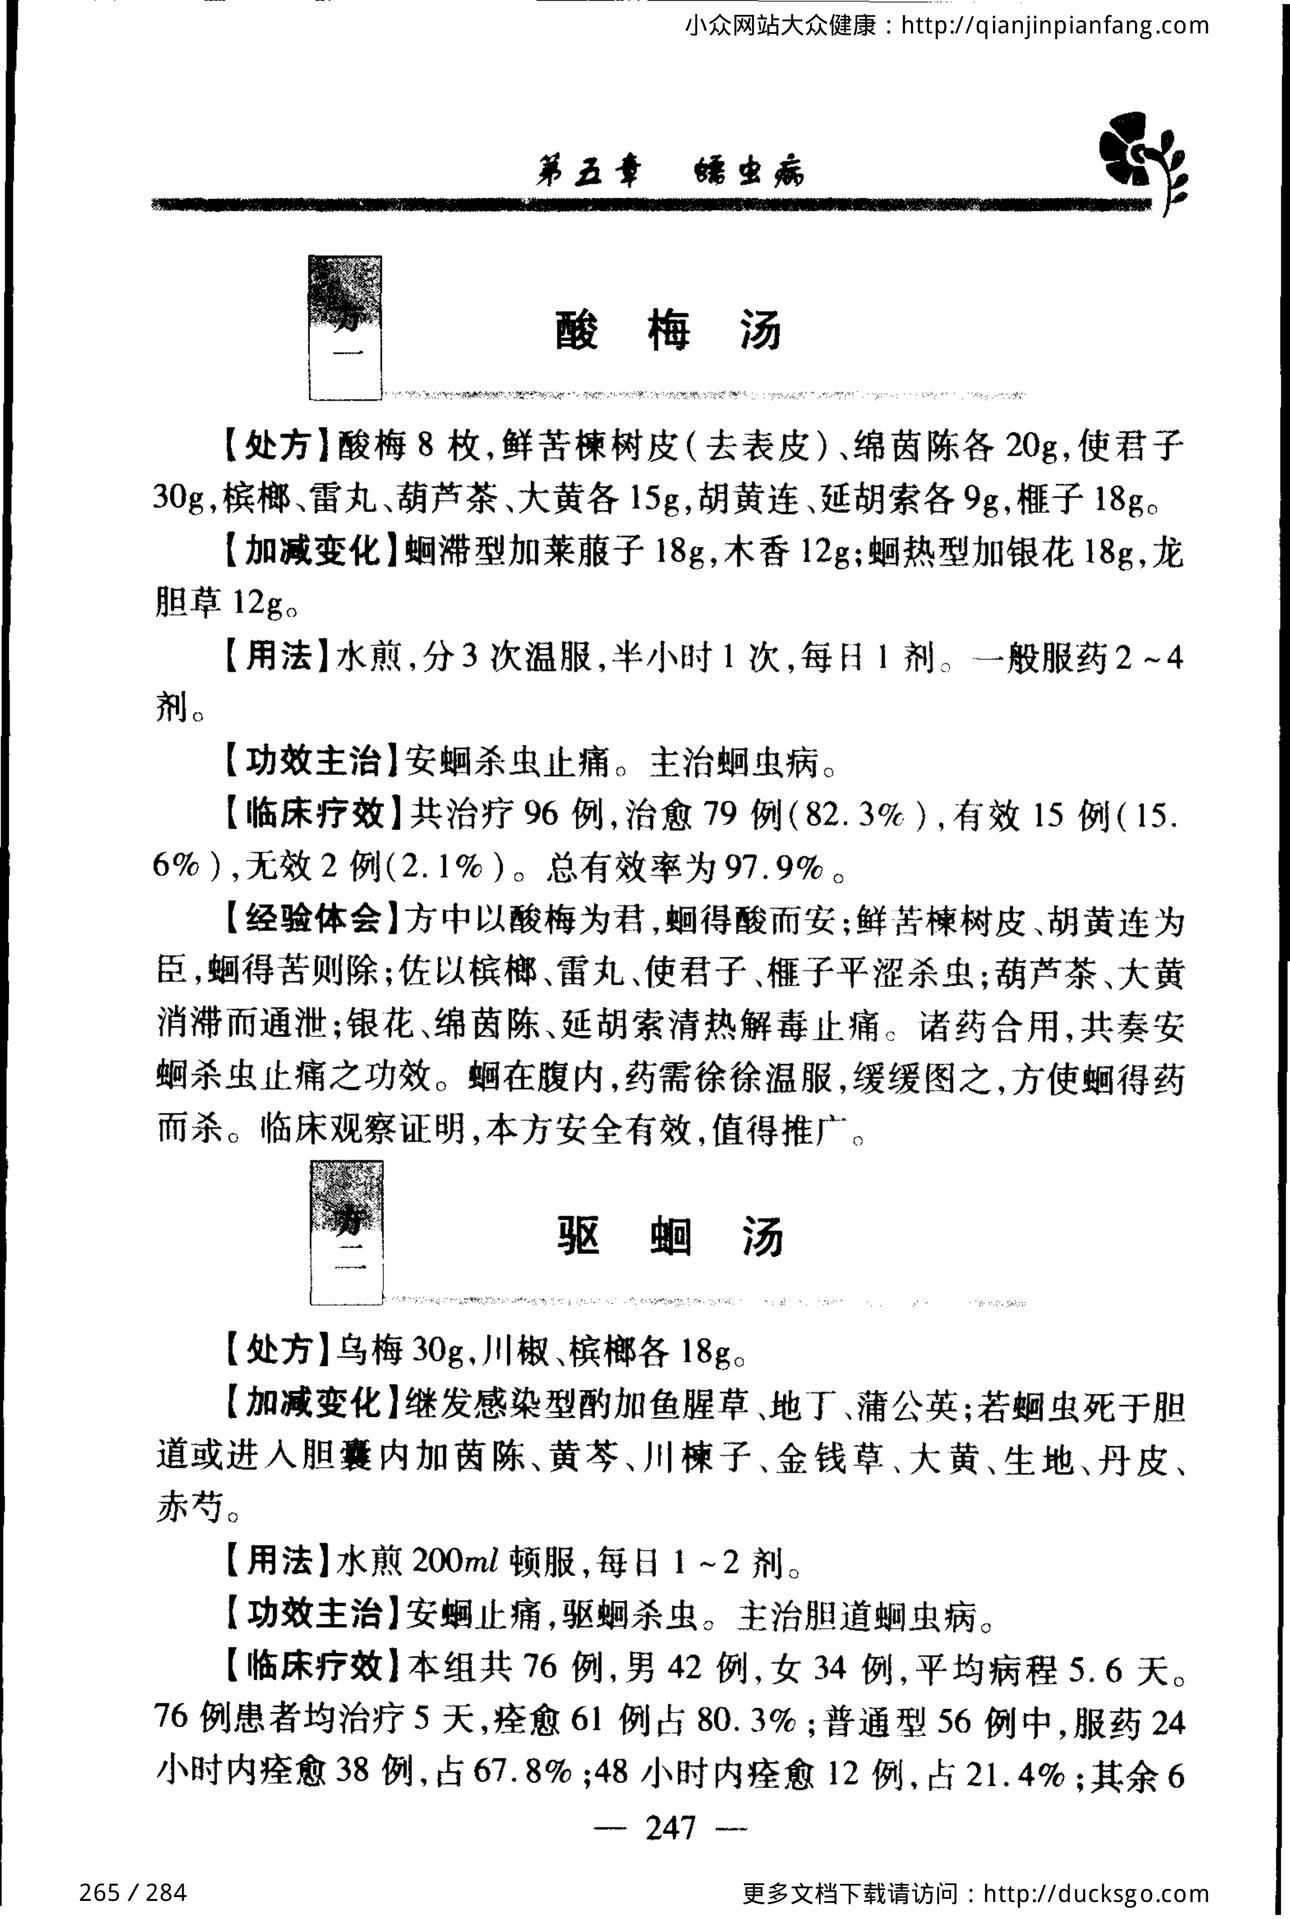 小众网站大众健康：http://qianjinpianfang.com
第五章 蠕虫病
方一
酸梅汤
【处方】酸梅 8 枚,鲜苦楝树皮(去表皮)、绵茵陈各 20g,使君子
30g,槟榔、雷丸、葫芦茶、大黄各 15g,胡黄连、延胡索各 9g,榧子 18g。
【加减变化】蛔滞型加莱菔子 18g,木香 12g;蛔热型加银花 18g,龙
胆草 12g。
【用法】水煎,分 3 次温服,半小时 1 次,每日 1 剂。一般服药 2 ~ 4
剂。
【功效主治】安蛔杀虫止痛。主治蛔虫病。
【临床疗效】共治疗 96 例,治愈 79 例(82.3%),有效 15 例(15.
6%),无效 2 例(2.1%)。总有效率为 97.9%。
【经验体会】方中以酸梅为君,蛔得酸而安;鲜苦楝树皮、胡黄连为
臣,蛔得苦则除;佐以槟榔、雷丸、使君子、榧子平涩杀虫;葫芦茶、大黄
消滞而通泄;银花、绵茵陈、延胡索清热解毒止痛。诸药合用,共奏安
蛔杀虫止痛之功效。蛔在腹内,药需徐徐温服,缓缓图之,方使蛔得药
而杀。临床观察证明,本方安全有效,值得推广。
方二
驱蛔汤
【处方】乌梅 30g,川椒、槟榔各 18g。
【加减变化】继发感染型酌加鱼腥草、地丁、蒲公英;若蛔虫死于胆
道或进入胆囊内加茵陈、黄芩、川楝子、金钱草、大黄、生地、丹皮、
赤芍。
【用法】水煎 200ml 顿服,每日 1 ~ 2 剂。
【功效主治】安蛔止痛,驱蛔杀虫。主治胆道蛔虫病。
【临床疗效】本组共 76 例,男 42 例,女 34 例,平均病程 5.6 天。
76 例患者均治疗 5 天,痊愈 61 例占 80.3%;普通型 56 例中,服药 24
小时内痊愈 38 例,占 67.8%;48 小时内痊愈 12 例,占 21.4%;其余 6
— 247 —
265 / 284
更多文档下载请访问：http://ducksgo.com